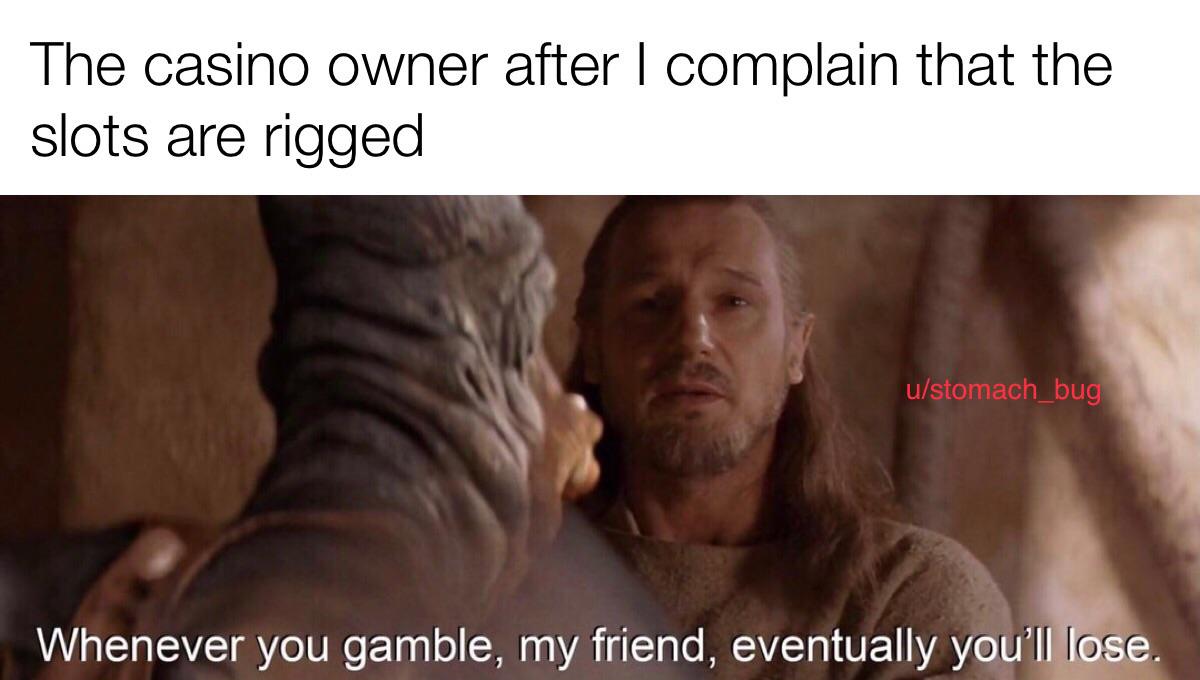 The casino owner after I complain that the
slots are rigged
u/stomach_bug
Whenever you gamble, my friend, eventually you'll lose.